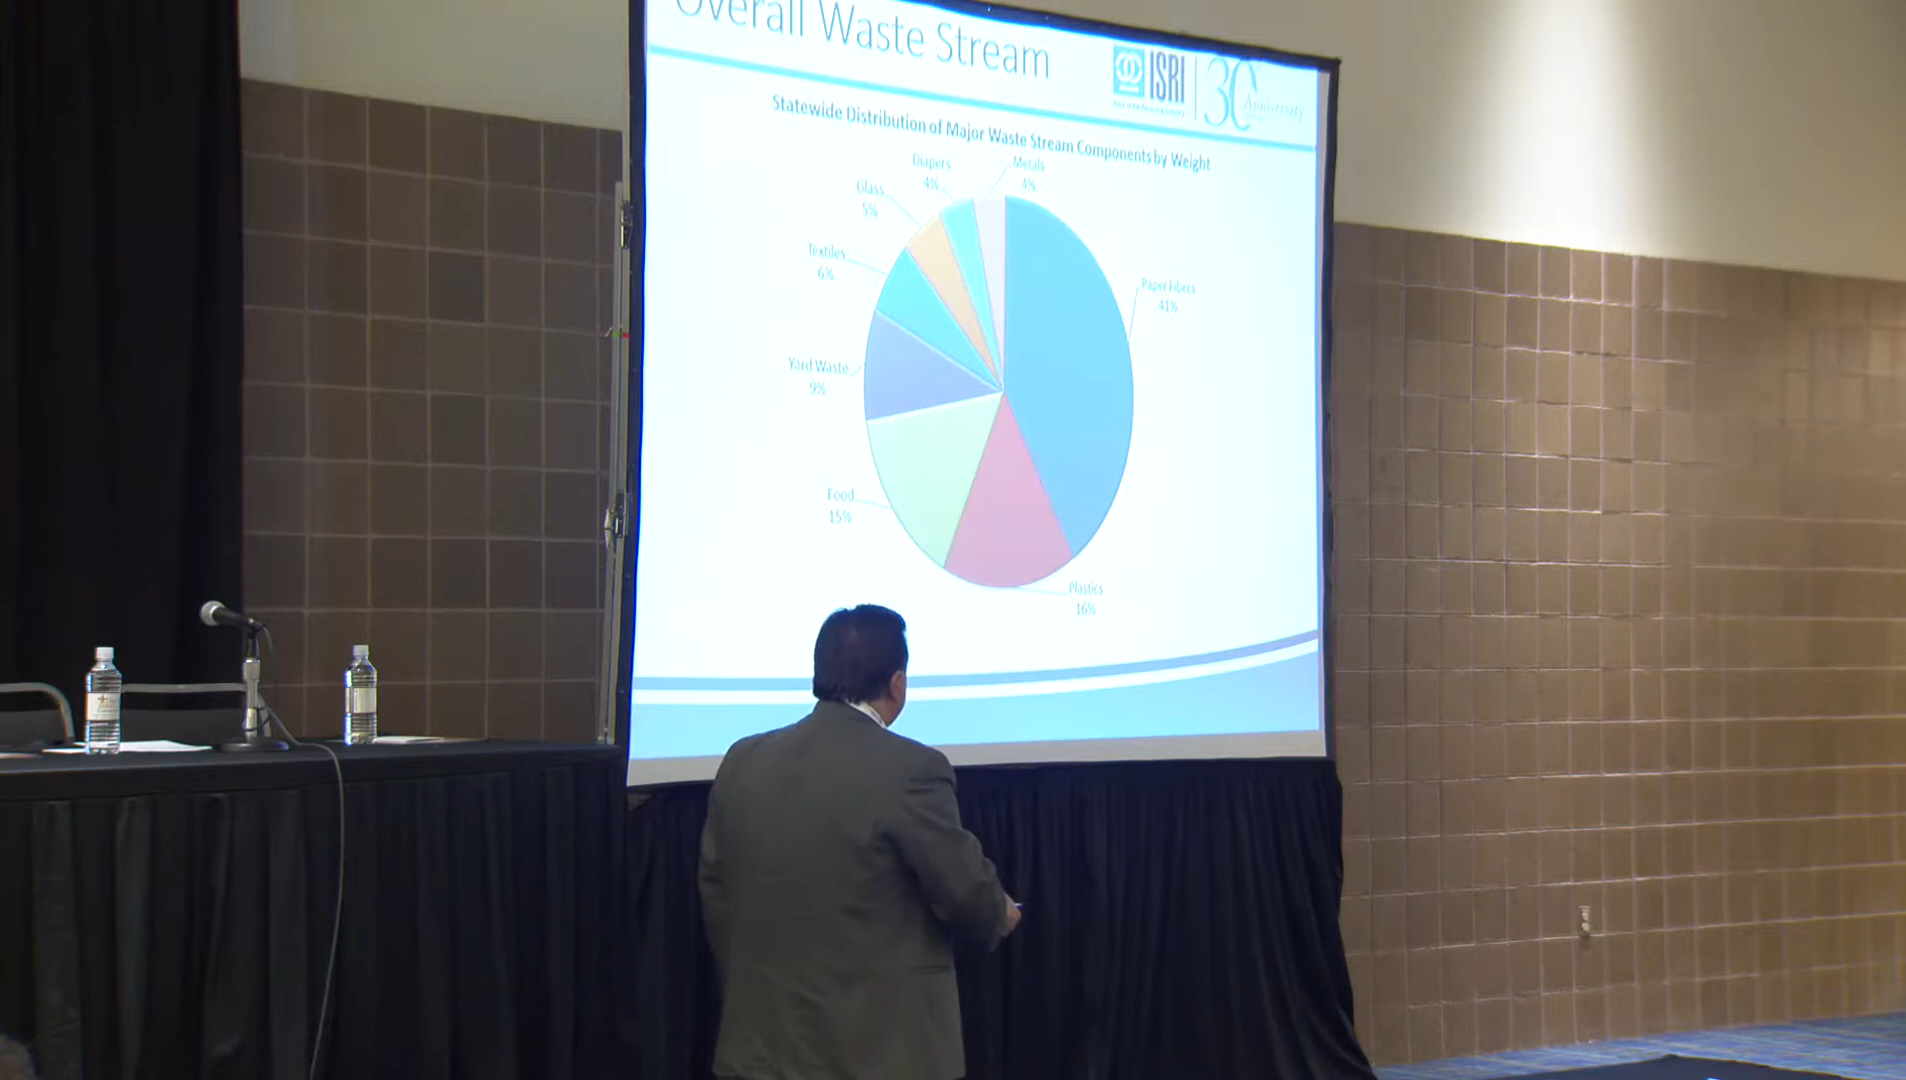 Overall Waste Stream
ISRI
30
Anniversary
Statewide Distribution of Major Waste Stream Components by Weight
Diapers
4%
Metals
4%
Glass
5%
Textiles
6%
Paper Fibers
41%
Yard Waste
9%
Food
15%
Plastics
16%